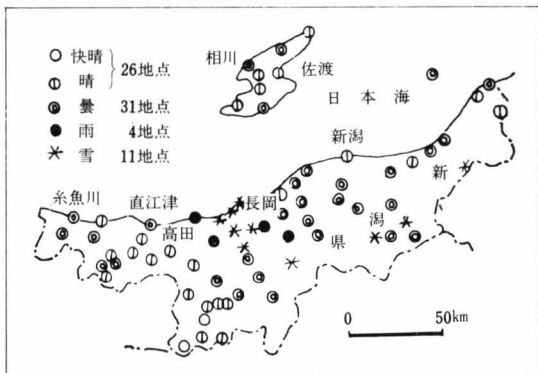 ○ 快晴
⦶ 晴 } 26地点
◎ 曇 31地点
● 雨 4地点
＊ 雪 11地点
相川
佐渡
日本海
新潟
新潟県
糸魚川
直江津
高田
長岡
0 50km